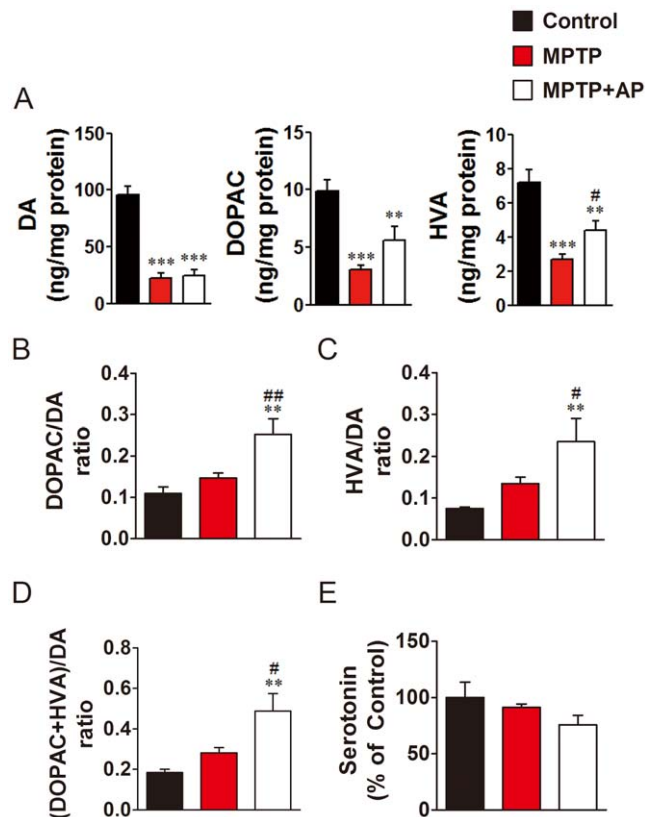 Control
MPTP
MPTP+AP
A
DA
(ng/mg protein)
150
100
50
0
***
***
DOPAC
(ng/mg protein)
15
10
5
0
***
**
HVA
(ng/mg protein)
8
6
4
2
0
***
#
**
B
DOPAC/DA
ratio
0.4
0.3
0.2
0.1
0.0
##
**
C
HVA/DA
ratio
0.4
0.3
0.2
0.1
0.0
#
**
D
(DOPAC+HVA)/DA
ratio
0.8
0.6
0.4
0.2
0.0
#
**
E
Serotonin
(% of Control)
150
100
50
0